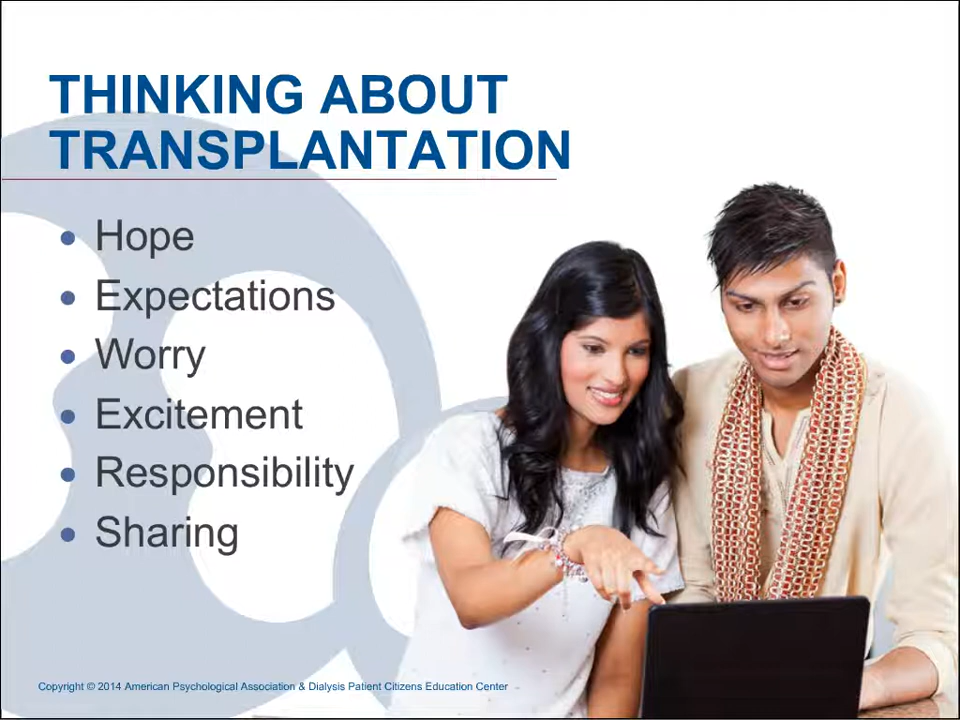 THINKING ABOUT
TRANSPLANTATION
• Hope
• Expectations
• Worry
• Excitement
• Responsibility
• Sharing
Copyright © 2014 American Psychological Association & Dialysis Patient Citizens Education Center